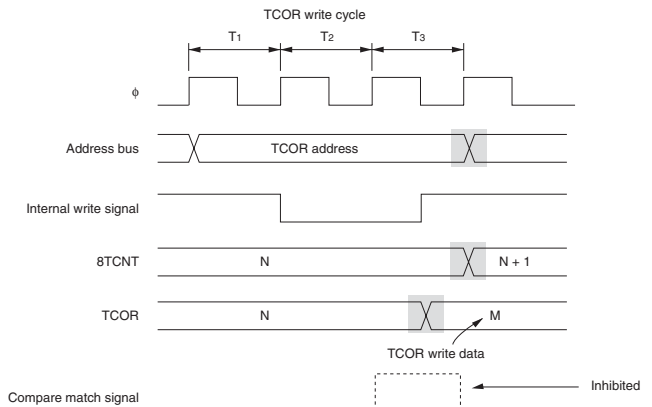 TCOR write cycle
T1 T2 T3
ϕ
Address bus TCOR address
Internal write signal
8TCNT N N + 1
TCOR N M
TCOR write data
Compare match signal Inhibited